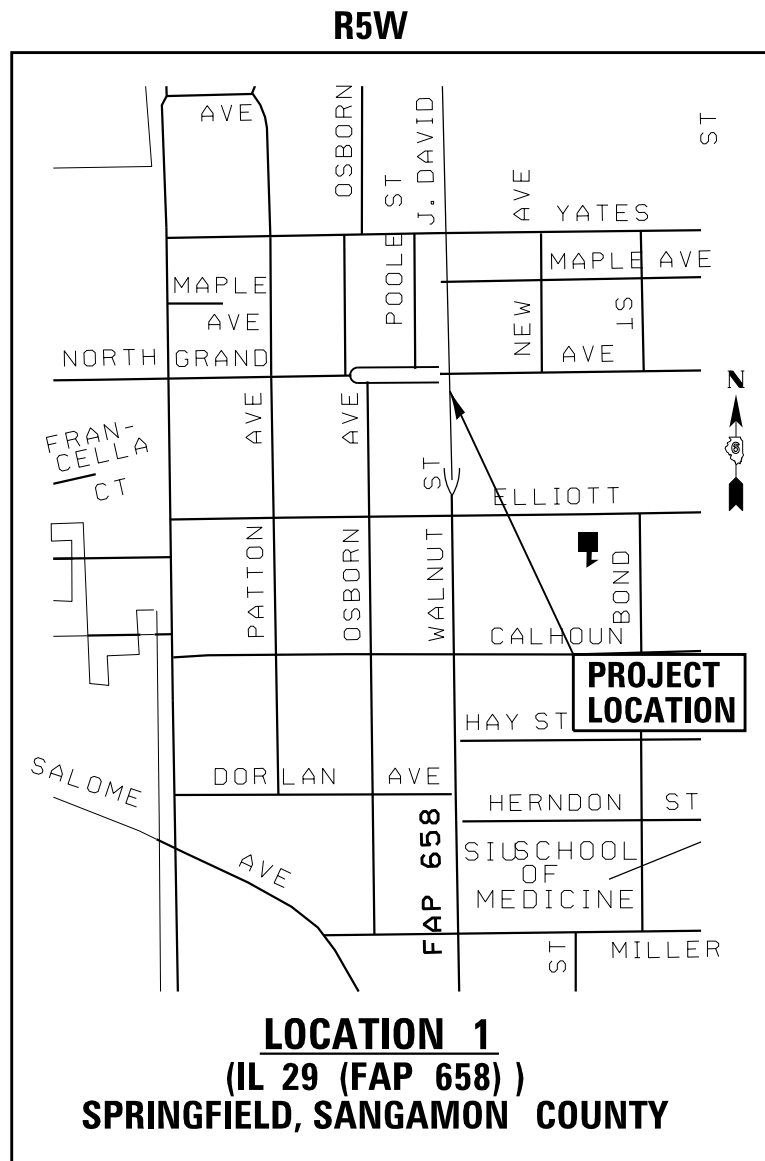 R5W
AVE
OSBORN
POOLE ST
J. DAVID
AVE
ST
YATES
MAPLE AVE
MAPLE
AVE
NEW
ST
AVE
NORTH GRAND
N
6
FRAN-
CELLA
CT
AVE
AVE
ST
ELLIOTT
PATTON
OSBORN
WALNUT
BOND
CALHOUN
PROJECT
LOCATION
HAY ST
SALOME
AVE
DORLAN AVE
HERNDON ST
FAP 658
SIU SCHOOL
OF
MEDICINE
ST
MILLER
LOCATION 1
(IL 29 (FAP 658) )
SPRINGFIELD, SANGAMON COUNTY